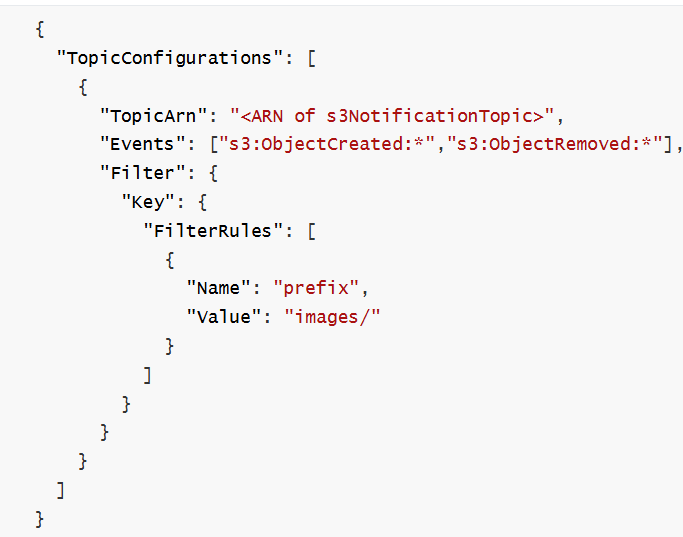 {
  "TopicConfigurations": [
    {
      "TopicArn": "<ARN of s3NotificationTopic>",
      "Events": ["s3:ObjectCreated:*","s3:ObjectRemoved:*"],
      "Filter": {
        "Key": {
          "FilterRules": [
            {
              "Name": "prefix",
              "Value": "images/"
            }
          ]
        }
      }
    }
  ]
}